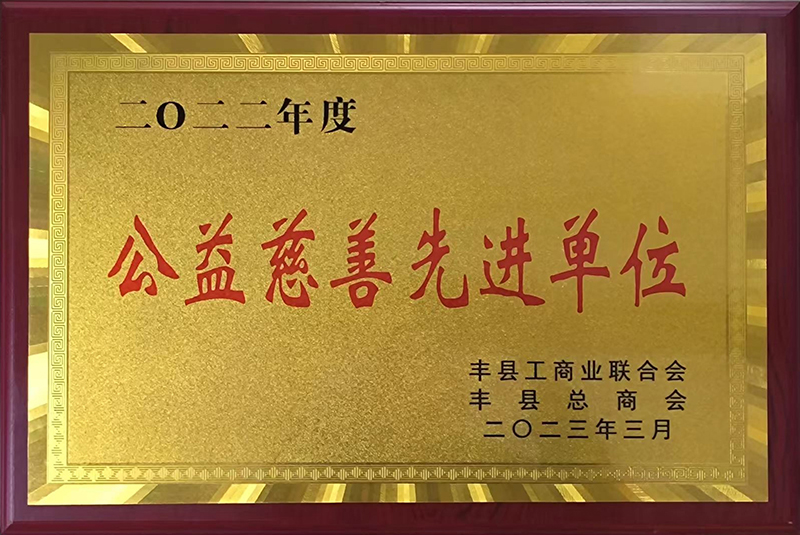 二〇二二年度
公益慈善先进单位
丰县工商业联合会
丰县总商会
二〇二三年三月